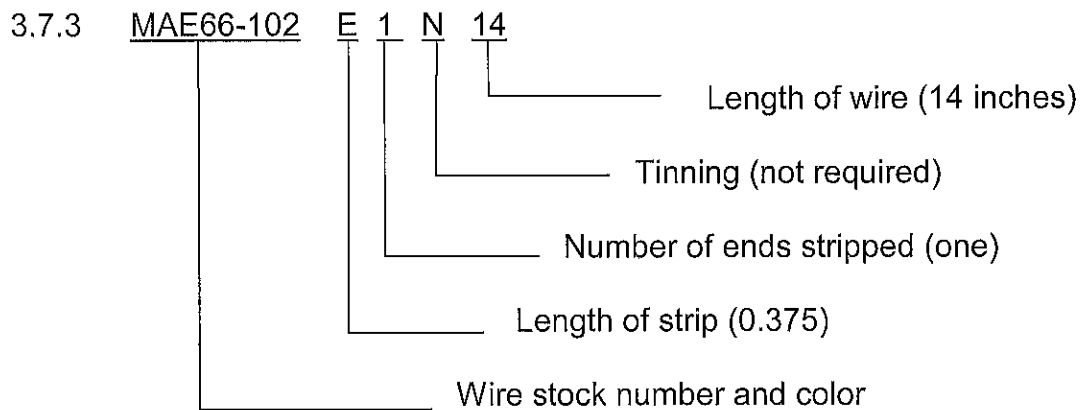 3.7.3 MAE66-102 E 1 N 14
Length of wire (14 inches)
Tinning (not required)
Number of ends stripped (one)
Length of strip (0.375)
Wire stock number and color